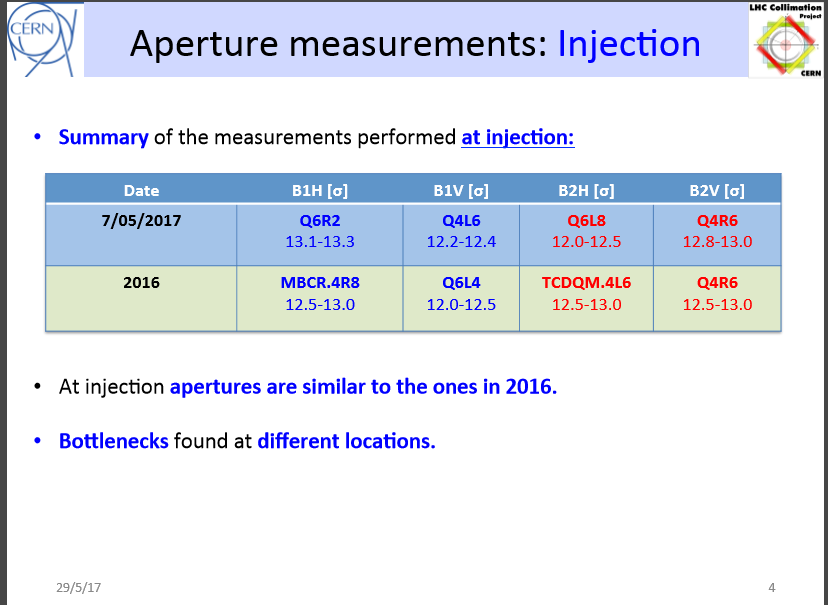 CERN
LHC Collimation
Project
CERN
Aperture measurements: Injection
• Summary of the measurements performed at injection:
Date B1H [σ] B1V [σ] B2H [σ] B2V [σ]
7/05/2017 Q6R2 Q4L6 Q6L8 Q4R6
13.1-13.3 12.2-12.4 12.0-12.5 12.8-13.0
2016 MBCR.4R8 Q6L4 TCDQM.4L6 Q4R6
12.5-13.0 12.0-12.5 12.5-13.0 12.5-13.0
• At injection apertures are similar to the ones in 2016.
• Bottlenecks found at different locations.
29/5/17 4